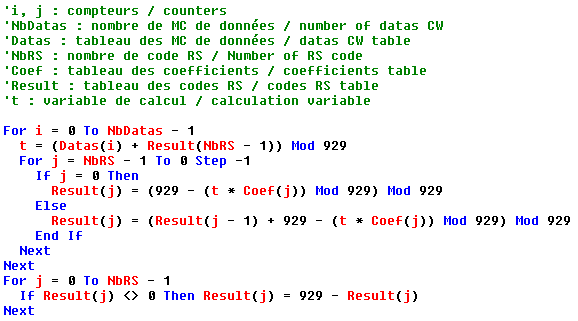 'i, j : compteurs / counters
'NbDatas : nombre de MC de données / number of datas CW
'Datas : tableau des MC de données / datas CW table
'NbRS : nombre de code RS / Number of RS code
'Coef : tableau des coefficients / coefficients table
'Result : tableau des codes RS / codes RS table
't : variable de calcul / calculation variable

For i = 0 To NbDatas - 1
  t = (Datas(i) + Result(NbRS - 1)) Mod 929
  For j = NbRS - 1 To 0 Step -1
    If j = 0 Then
      Result(j) = (929 - (t * Coef(j)) Mod 929) Mod 929
    Else
      Result(j) = (Result(j - 1) + 929 - (t * Coef(j)) Mod 929) Mod 929
    End If
  Next
Next
For j = 0 To NbRS - 1
  If Result(j) <> 0 Then Result(j) = 929 - Result(j)
Next